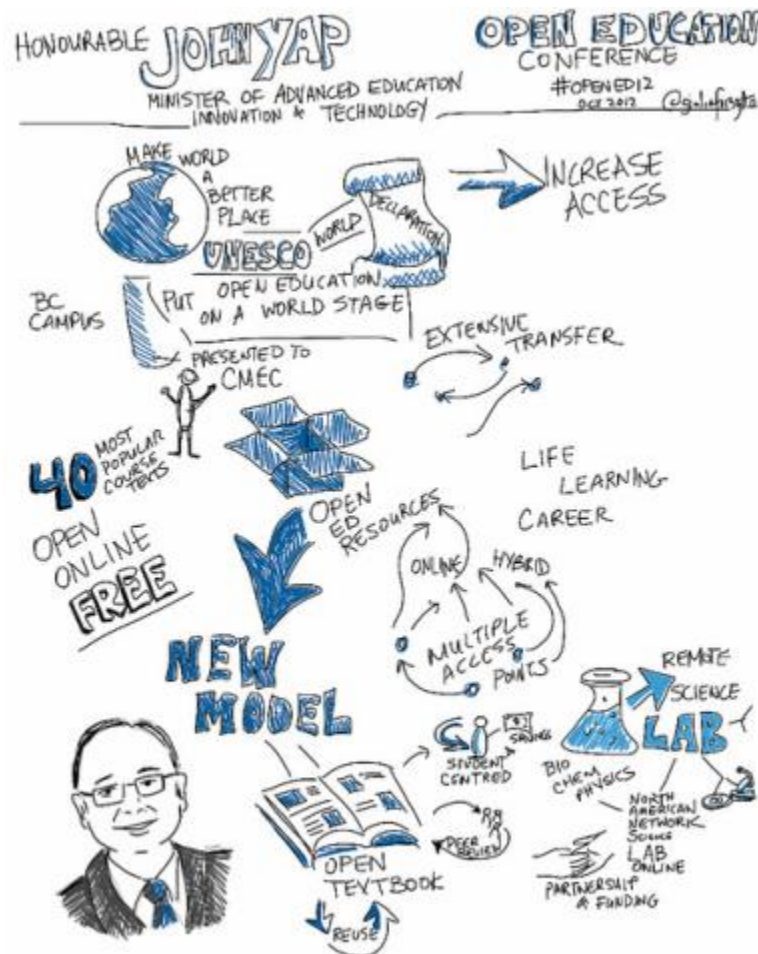 HONOURABLE JOHN YAP
MINISTER OF ADVANCED EDUCATION
INNOVATION & TECHNOLOGY
OPEN EDUCATION
CONFERENCE
#OPENED12
OCT 2012
MAKE WORLD
A
BETTER
PLACE
UNESCO WORLD DECLARATION
INCREASE
ACCESS
BC
CAMPUS
PUT OPEN EDUCATION
ON A WORLD STAGE
PRESENTED TO
CMEC
EXTENSIVE
TRANSFER
40 MOST
POPULAR
COURSE
TEXTS
OPEN
ONLINE
FREE
OPEN
ED
RESOURCES
LIFE
LEARNING
CAREER
ONLINE
HYBRID
MULTIPLE
ACCESS
POINTS
NEW
MODEL
REMOTE
SCIENCE
LAB
BIO
CHEM
PHYSICS
STUDENT
CENTRED
$
SAVINGS
PEER
REVIEW
NORTH
AMERICAN
NETWORK
SCIENCE
LAB
ONLINE
PARTNERSHIP
& FUNDING
OPEN
TEXTBOOK
REUSE